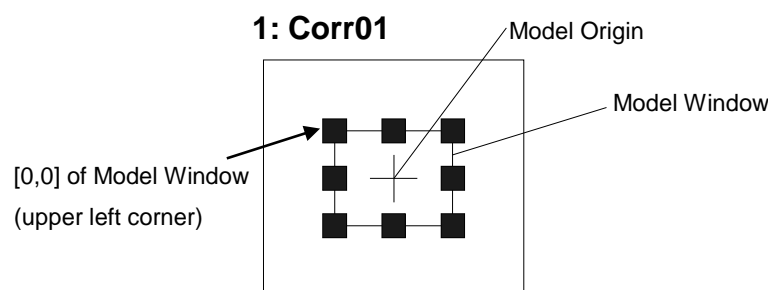 1: Corr01
Model Origin
Model Window
[0,0] of Model Window
(upper left corner)